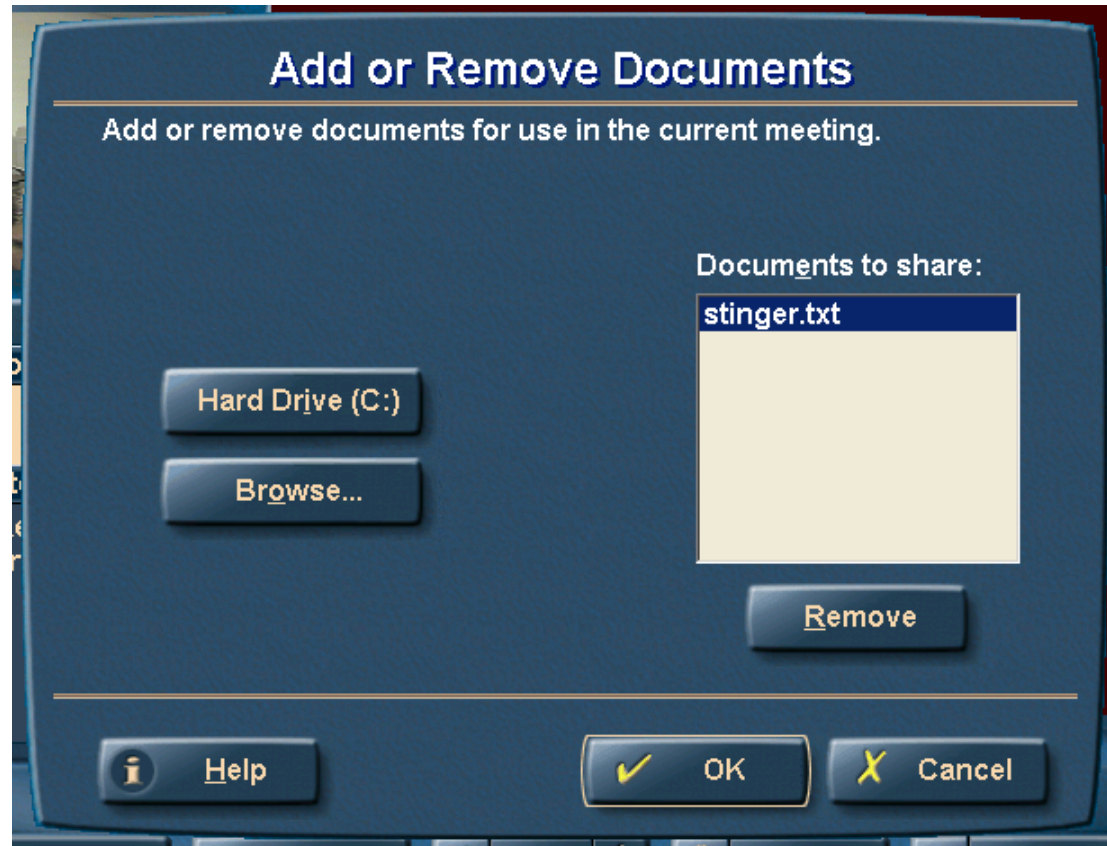 Add or Remove Documents
Add or remove documents for use in the current meeting.
Documents to share:
stinger.txt
Hard Drive (C:)
Browse...
Remove
Help
OK
Cancel